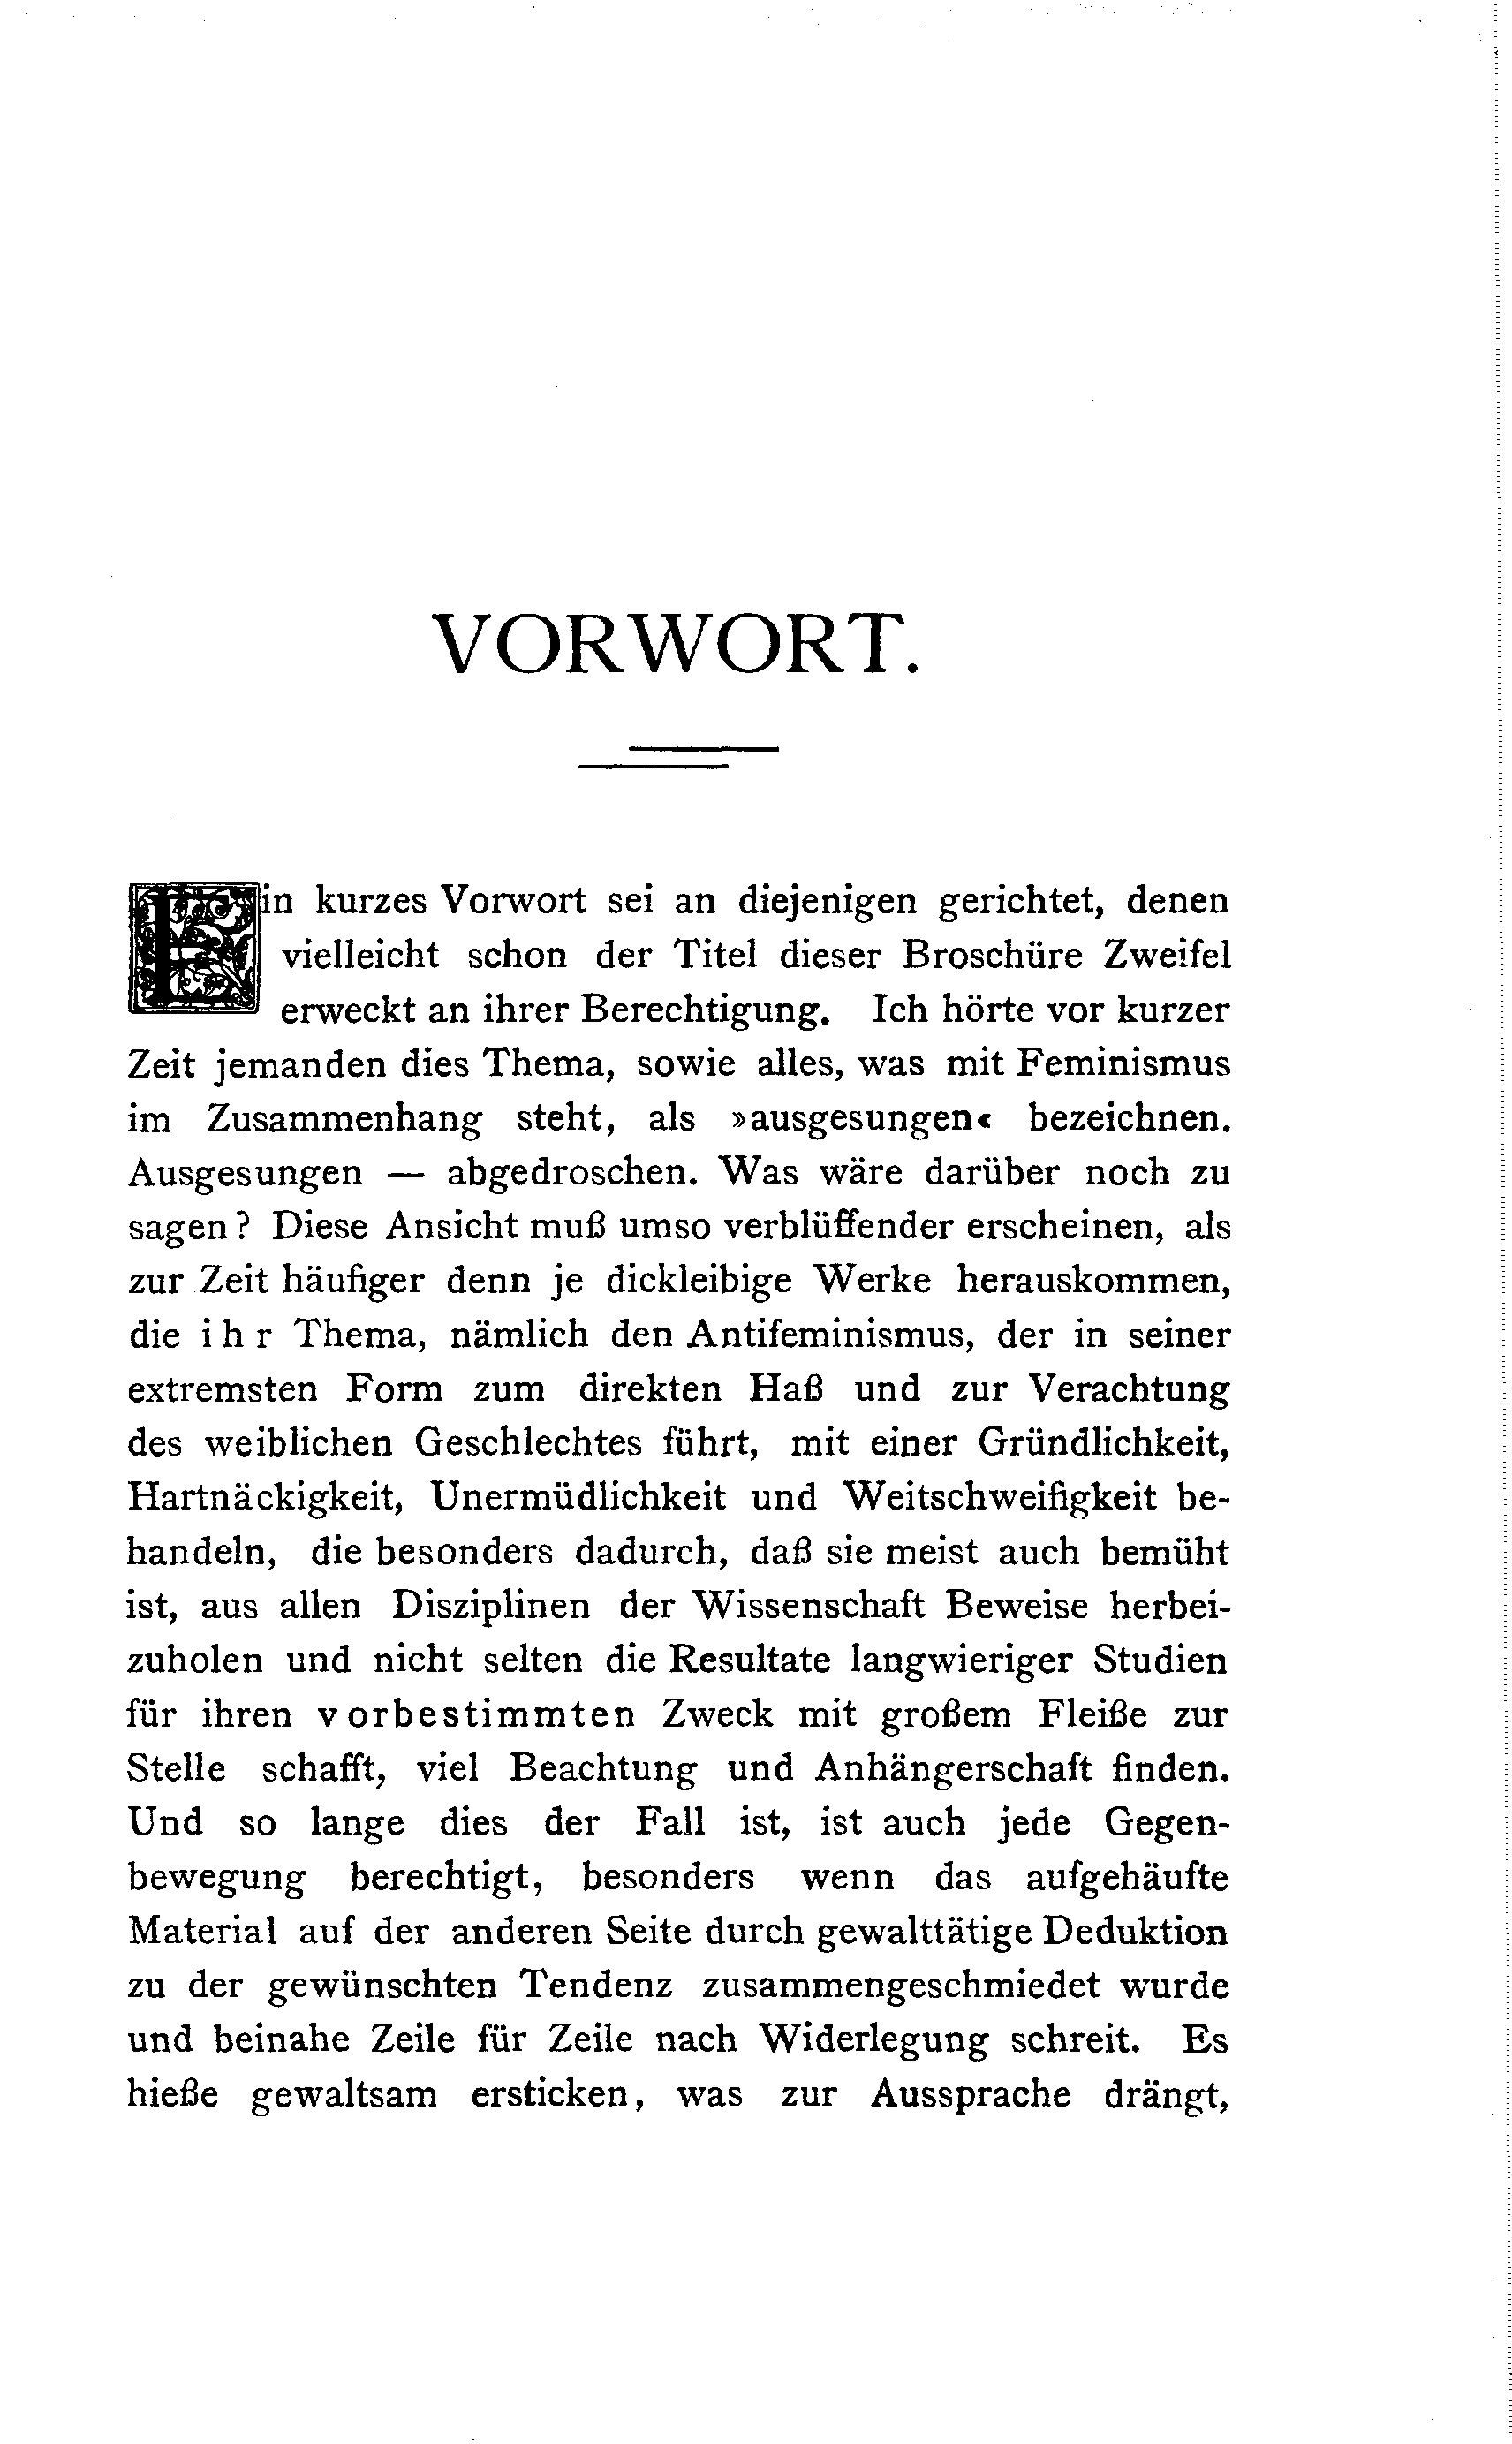 VORWORT.
Ein kurzes Vorwort sei an diejenigen gerichtet, denen
vielleicht schon der Titel dieser Broschüre Zweifel
erweckt an ihrer Berechtigung. Ich hörte vor kurzer
Zeit jemanden dies Thema, sowie alles, was mit Feminismus
im Zusammenhang steht, als »ausgesungen« bezeichnen.
Ausgesungen — abgedroschen. Was wäre darüber noch zu
sagen? Diese Ansicht muß umso verblüffender erscheinen, als
zur Zeit häufiger denn je dickleibige Werke herauskommen,
die ihr Thema, nämlich den Antifeminismus, der in seiner
extremsten Form zum direkten Haß und zur Verachtung
des weiblichen Geschlechtes führt, mit einer Gründlichkeit,
Hartnäckigkeit, Unermüdlichkeit und Weitschweifigkeit be-
handeln, die besonders dadurch, daß sie meist auch bemüht
ist, aus allen Disziplinen der Wissenschaft Beweise herbei-
zuholen und nicht selten die Resultate langwieriger Studien
für ihren vorbestimmten Zweck mit großem Fleiße zur
Stelle schafft, viel Beachtung und Anhängerschaft finden.
Und so lange dies der Fall ist, ist auch jede Gegen-
bewegung berechtigt, besonders wenn das aufgehäufte
Material auf der anderen Seite durch gewalttätige Deduktion
zu der gewünschten Tendenz zusammengeschmiedet wurde
und beinahe Zeile für Zeile nach Widerlegung schreit. Es
hieße gewaltsam ersticken, was zur Aussprache drängt,